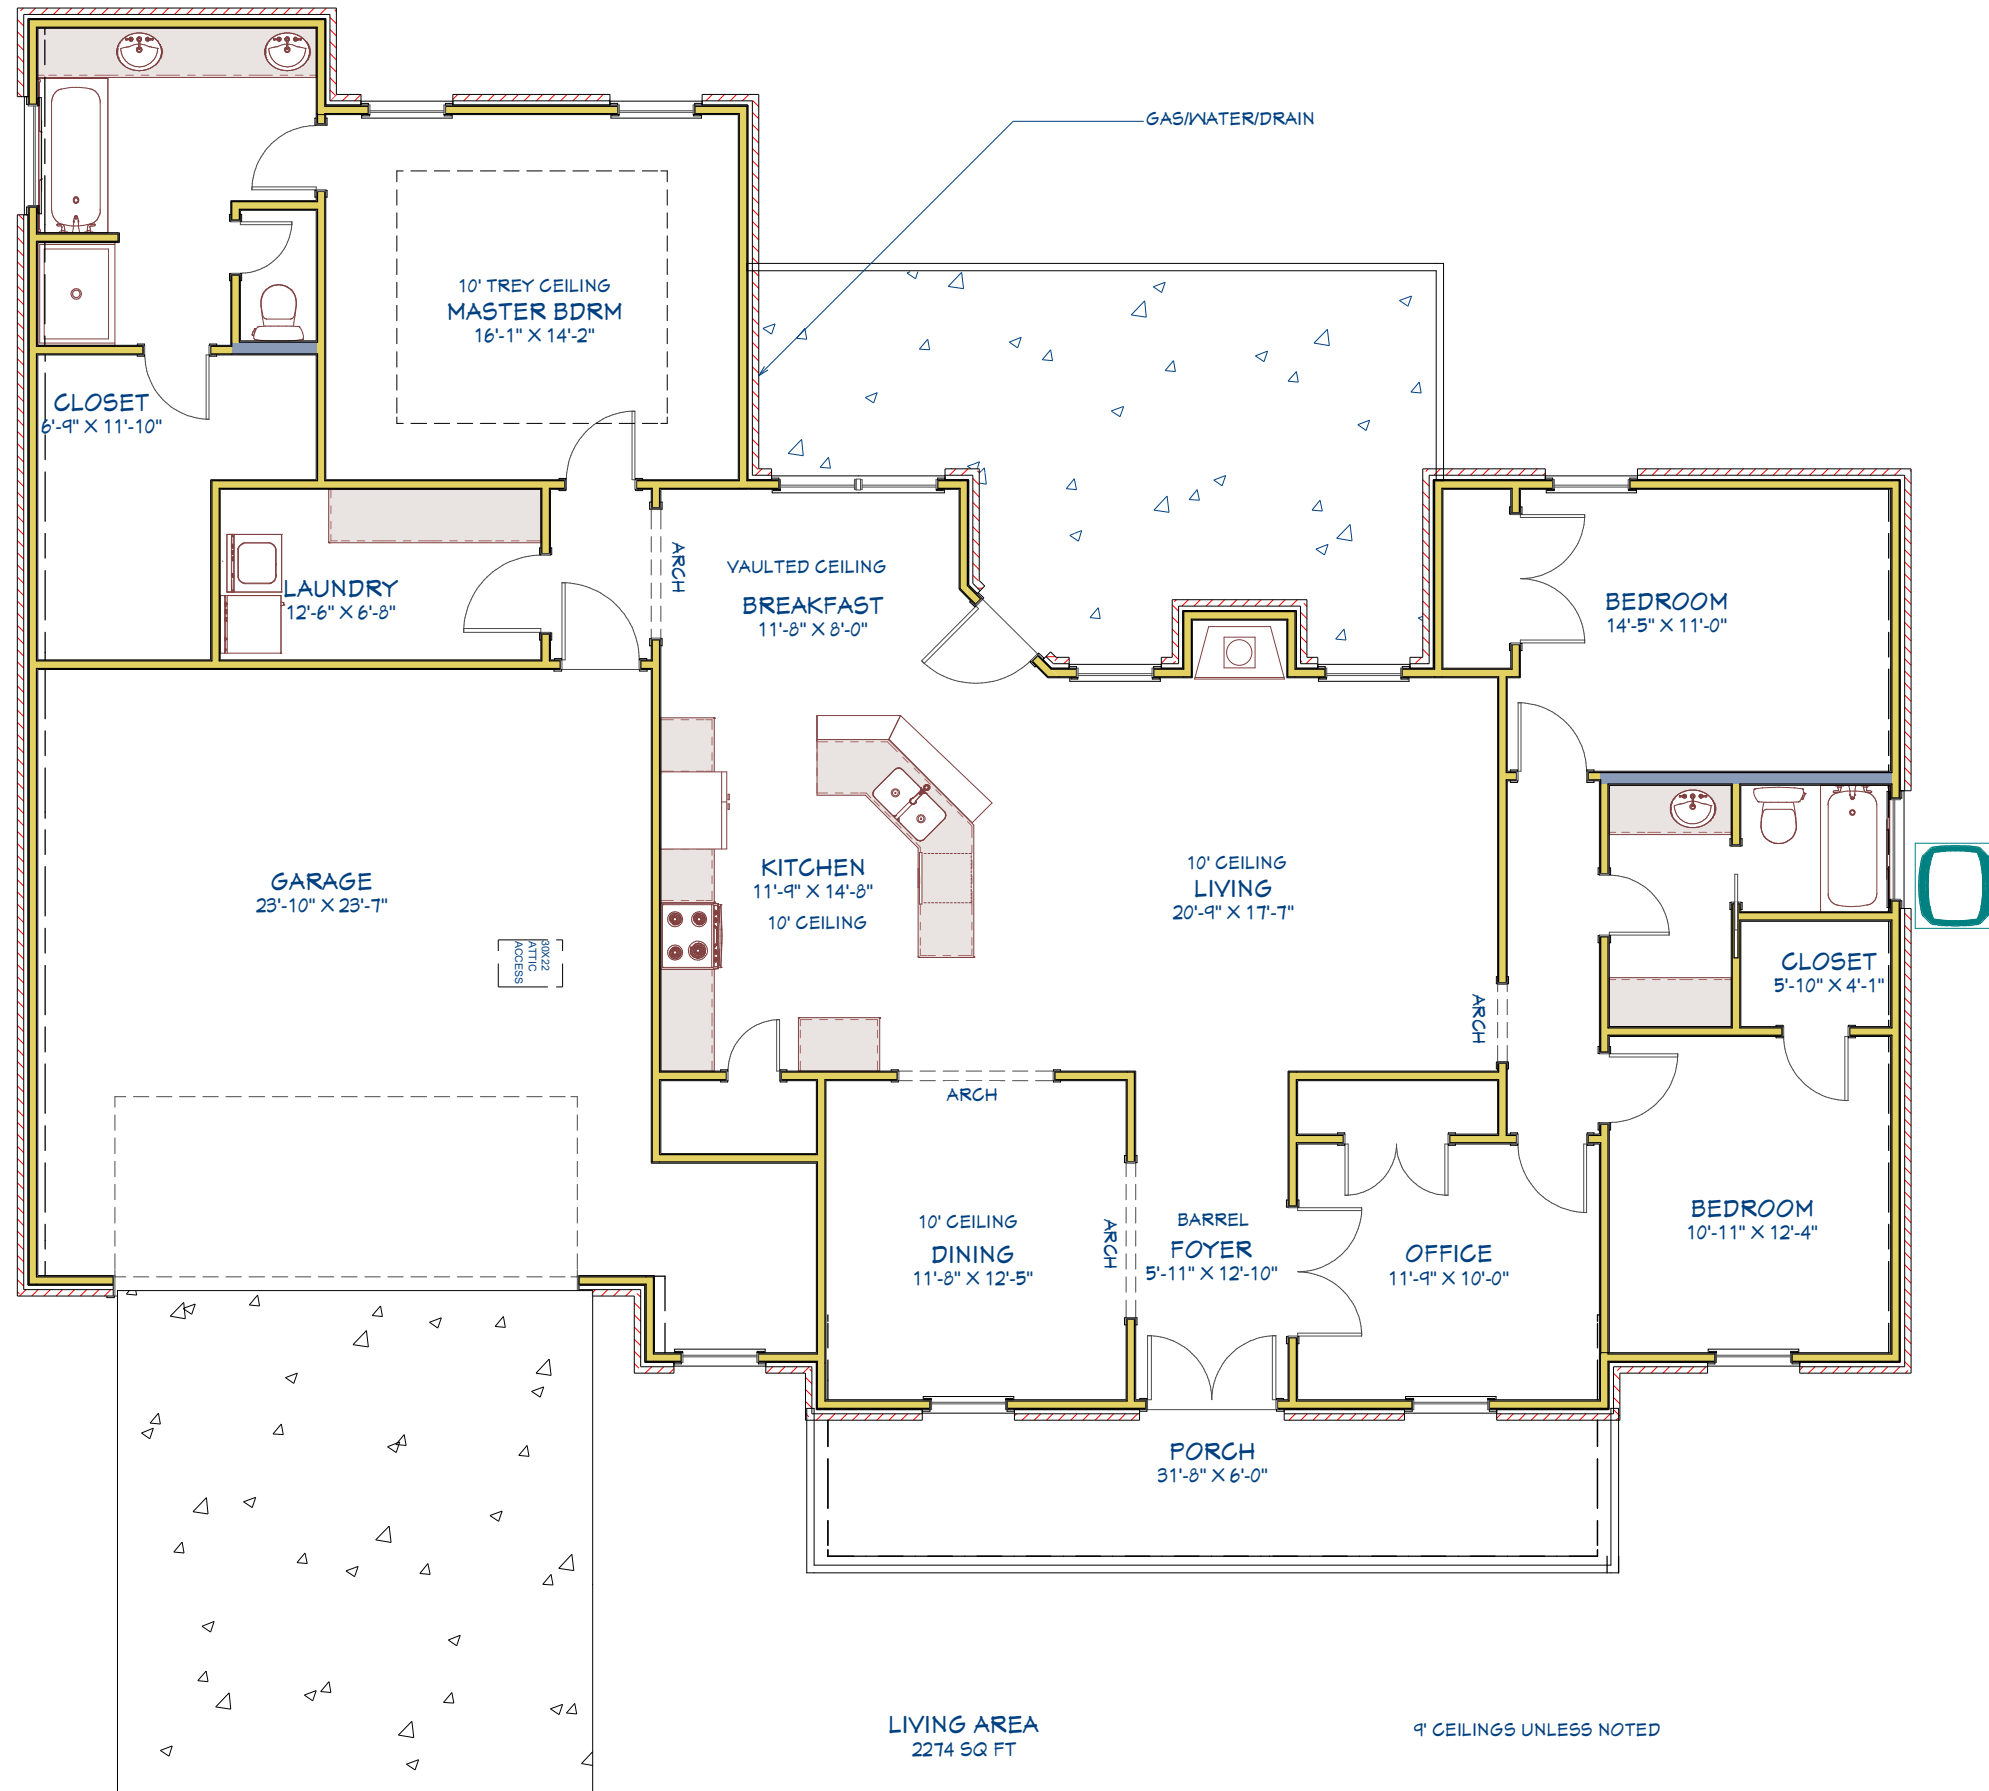 GAS/WATER/DRAIN
10' TREY CEILING
MASTER BDRM
16'-1" X 14'-2"
CLOSET
6'-9" X 11'-10"
LAUNDRY
12'-6" X 6'-8"
ARCH
VAULTED CEILING
BREAKFAST
11'-8" X 8'-0"
BEDROOM
14'-5" X 11'-0"
GARAGE
23'-10" X 23'-7"
30X22
ATTIC
ACCESS
KITCHEN
11'-9" X 14'-8"
10' CEILING
10' CEILING
LIVING
20'-9" X 17'-7"
ARCH
CLOSET
5'-10" X 4'-1"
ARCH
10' CEILING
DINING
11'-8" X 12'-5"
ARCH
BARREL
FOYER
5'-11" X 12'-10"
OFFICE
11'-9" X 10'-0"
BEDROOM
10'-11" X 12'-4"
PORCH
31'-8" X 6'-0"
LIVING AREA
2274 SQ FT
9' CEILINGS UNLESS NOTED